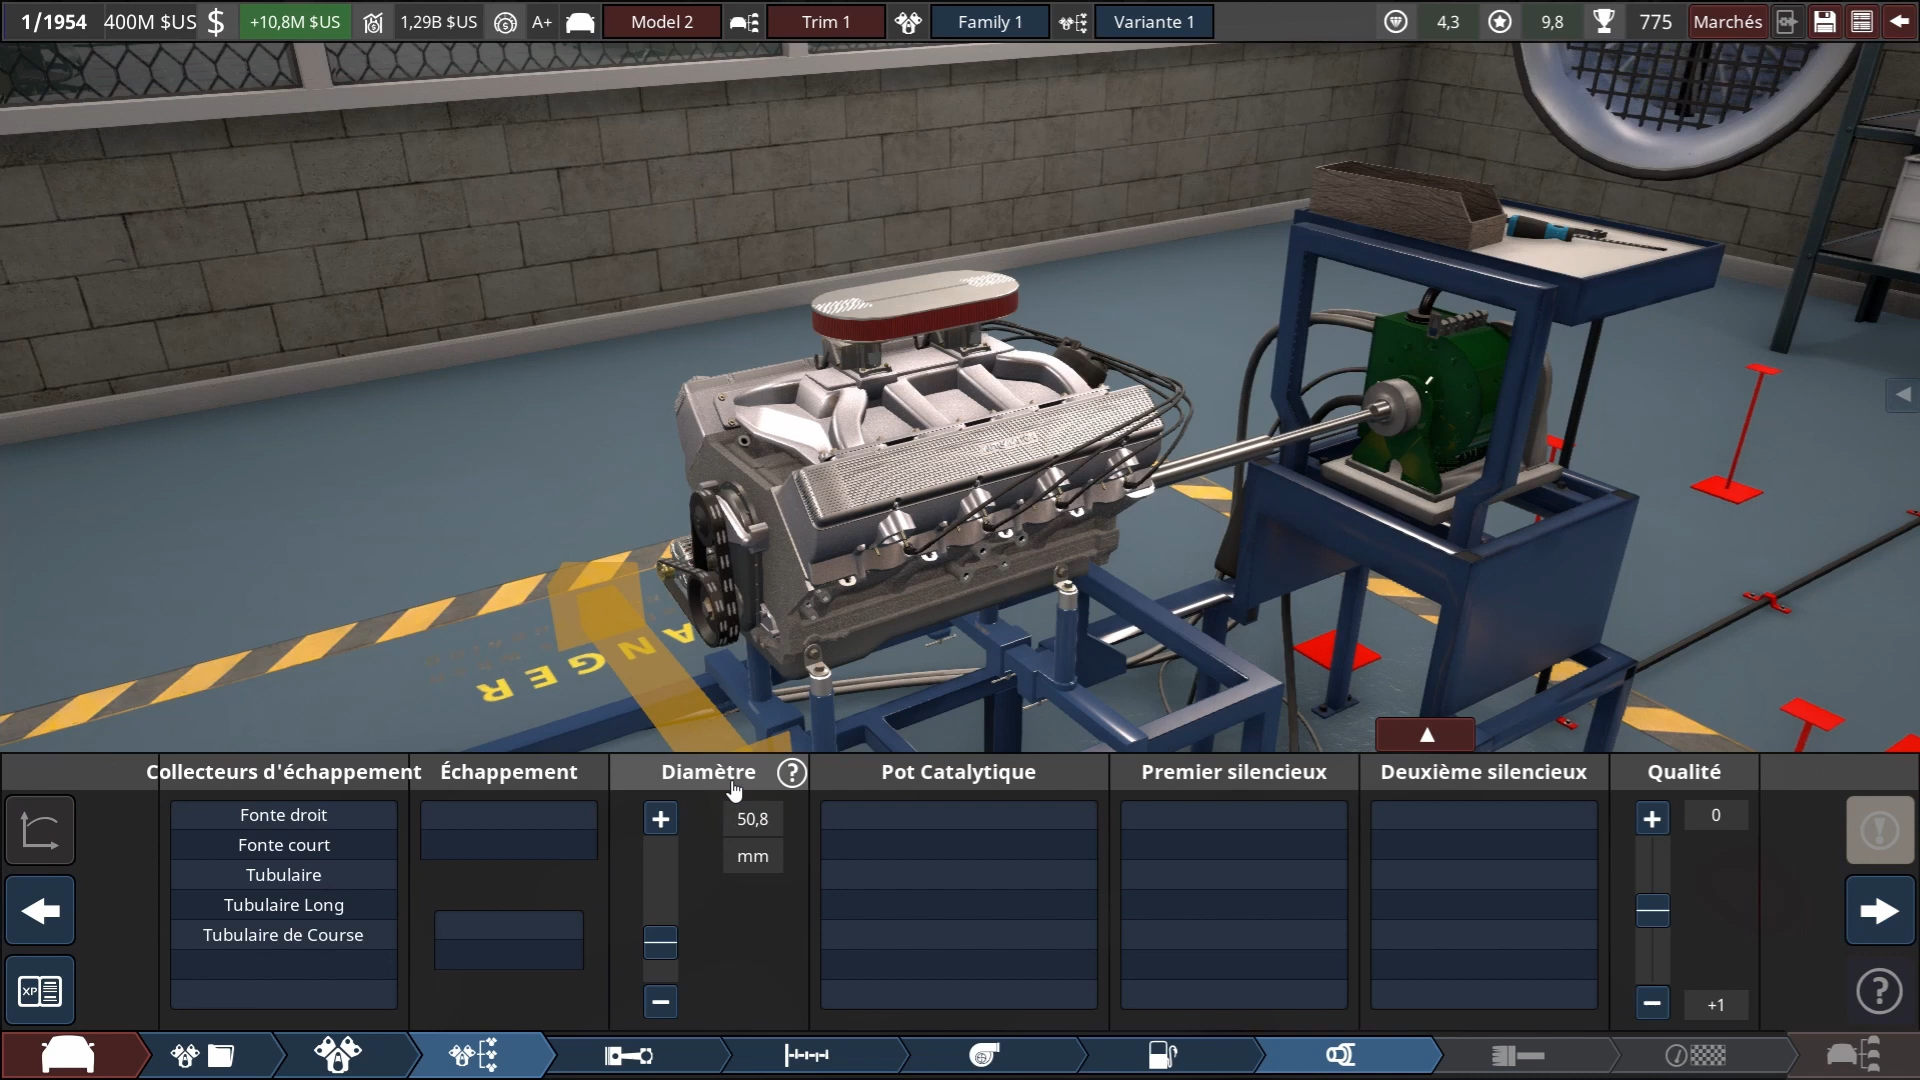 1/1954 400M $US $ +10,8M $US 1,29B $US A+ Model 2 Trim 1 Family 1 Variante 1 4,3 9,8 775 Marchés
ANGER
Collecteurs d'échappement Échappement Diamètre ? Pot Catalytique Premier silencieux Deuxième silencieux Qualité
Fonte droit
Fonte court
Tubulaire
Tubulaire Long
Tubulaire de Course
+ 50,8
mm
−
+ 0
− +1
XP
?